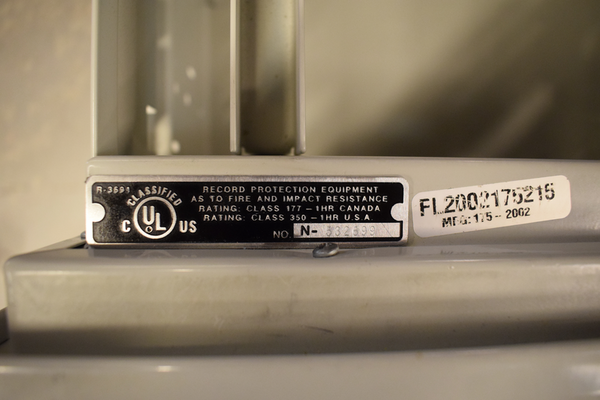 R-3691
CLASSIFIED
UL
C US
RECORD PROTECTION EQUIPMENT
AS TO FIRE AND IMPACT RESISTANCE
RATING: CLASS 177-1HR CANADA
RATING: CLASS 350-1HR U.S.A.
NO. N-
FL2002175215
MFG: 175-2002